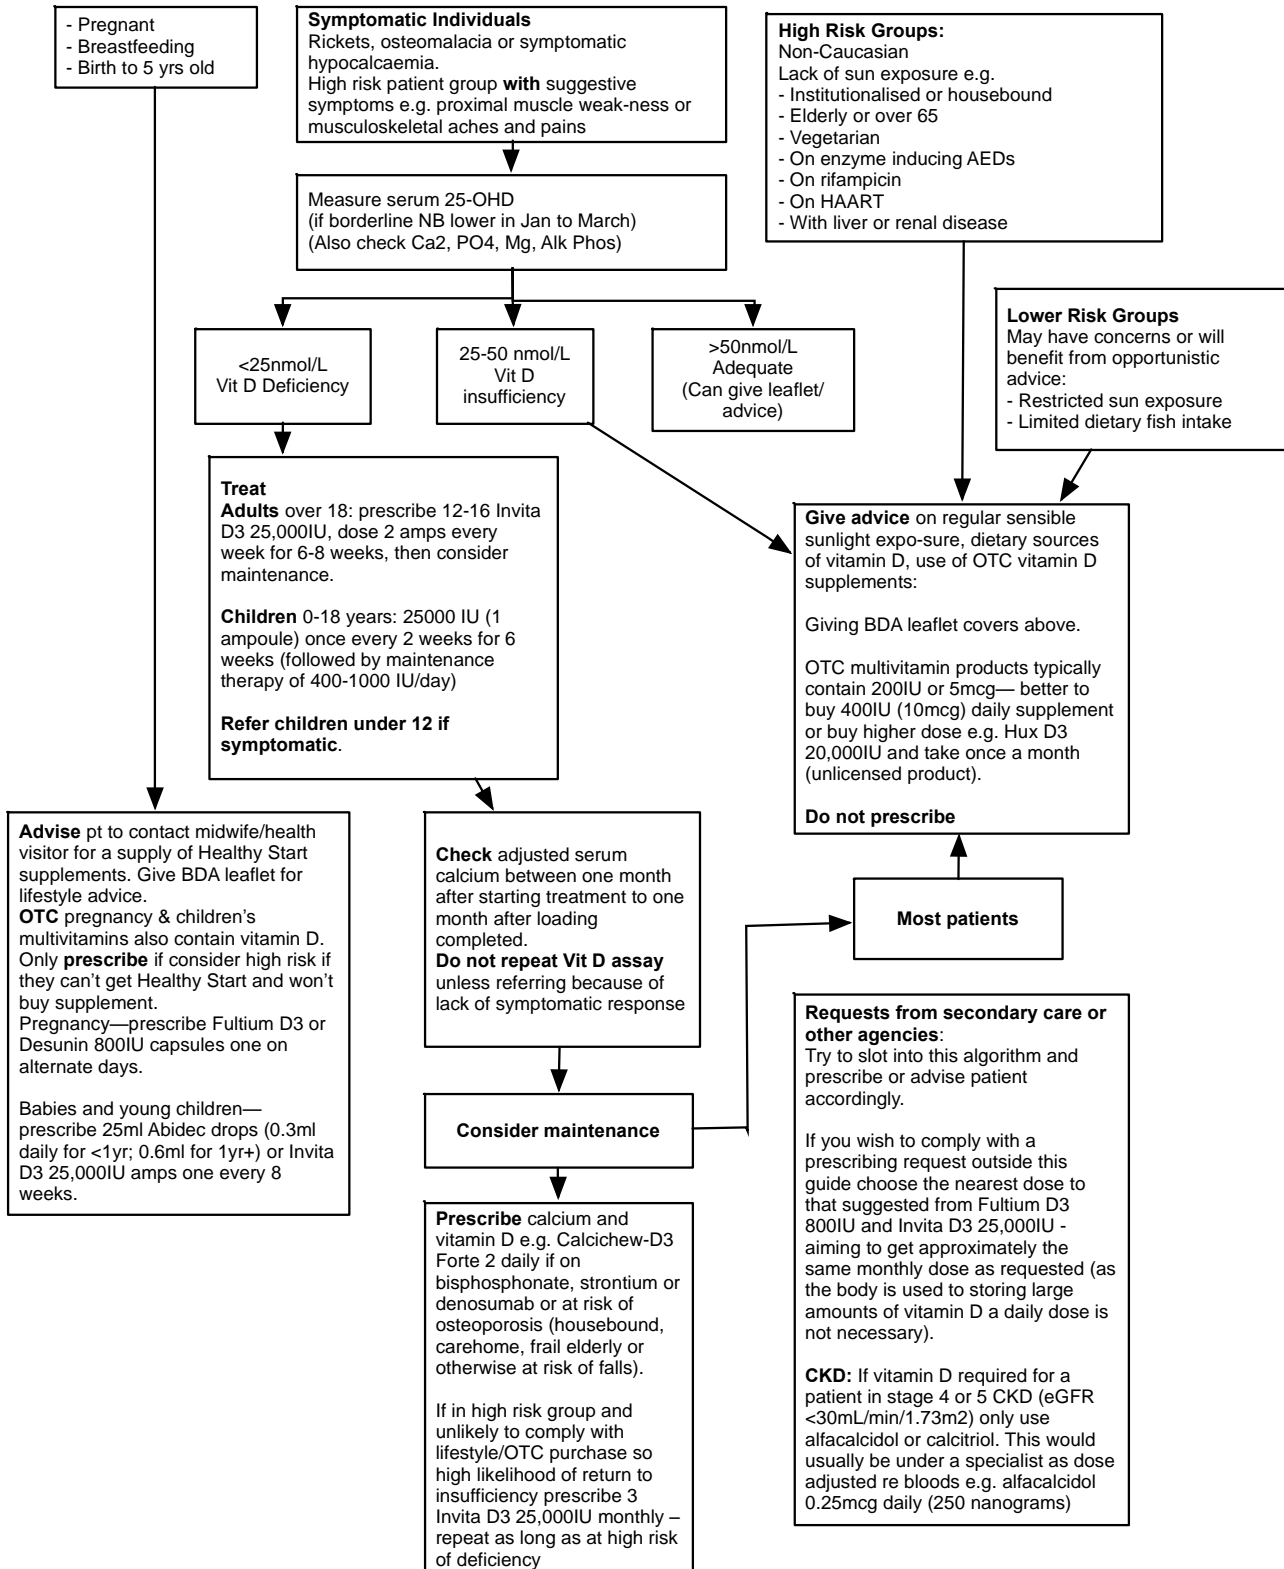 - Pregnant
- Breastfeeding
- Birth to 5 yrs old
Symptomatic Individuals
Rickets, osteomalacia or symptomatic
hypocalcaemia.
High risk patient group with suggestive
symptoms e.g. proximal muscle weak-ness or
musculoskeletal aches and pains
High Risk Groups:
Non-Caucasian
Lack of sun exposure e.g.
- Institutionalised or housebound
- Elderly or over 65
- Vegetarian
- On enzyme inducing AEDs
- On rifampicin
- On HAART
- With liver or renal disease
Measure serum 25-OHD
(if borderline NB lower in Jan to March)
(Also check Ca2, PO4, Mg, Alk Phos)
Lower Risk Groups
May have concerns or will
benefit from opportunistic
advice:
- Restricted sun exposure
- Limited dietary fish intake
<25nmol/L
Vit D Deficiency
25-50 nmol/L
Vit D
insufficiency
>50nmol/L
Adequate
(Can give leaflet/
advice)
Treat
Adults over 18: prescribe 12-16 Invita
D3 25,000IU, dose 2 amps every
week for 6-8 weeks, then consider
maintenance.
Children 0-18 years: 25000 IU (1
ampoule) once every 2 weeks for 6
weeks (followed by maintenance
therapy of 400-1000 IU/day)
Refer children under 12 if
symptomatic.
Give advice on regular sensible
sunlight expo-sure, dietary sources
of vitamin D, use of OTC vitamin D
supplements:
Giving BDA leaflet covers above.
OTC multivitamin products typically
contain 200IU or 5mcg— better to
buy 400IU (10mcg) daily supplement
or buy higher dose e.g. Hux D3
20,000IU and take once a month
(unlicensed product).
Do not prescribe
Advise pt to contact midwife/health
visitor for a supply of Healthy Start
supplements. Give BDA leaflet for
lifestyle advice.
OTC pregnancy & children's
multivitamins also contain vitamin D.
Only prescribe if consider high risk if
they can't get Healthy Start and won't
buy supplement.
Pregnancy—prescribe Fultium D3 or
Desunin 800IU capsules one on
alternate days.
Babies and young children—
prescribe 25ml Abidec drops (0.3ml
daily for <1yr; 0.6ml for 1yr+) or Invita
D3 25,000IU amps one every 8
weeks.
Check adjusted serum
calcium between one month
after starting treatment to one
month after loading
completed.
Do not repeat Vit D assay
unless referring because of
lack of symptomatic response
Most patients
Consider maintenance
Prescribe calcium and
vitamin D e.g. Calcichew-D3
Forte 2 daily if on
bisphosphonate, strontium or
denosumab or at risk of
osteoporosis (housebound,
carehome, frail elderly or
otherwise at risk of falls).
If in high risk group and
unlikely to comply with
lifestyle/OTC purchase so
high likelihood of return to
insufficiency prescribe 3
Invita D3 25,000IU monthly –
repeat as long as at high risk
of deficiency
Requests from secondary care or
other agencies:
Try to slot into this algorithm and
prescribe or advise patient
accordingly.
If you wish to comply with a
prescribing request outside this
guide choose the nearest dose to
that suggested from Fultium D3
800IU and Invita D3 25,000IU -
aiming to get approximately the
same monthly dose as requested (as
the body is used to storing large
amounts of vitamin D a daily dose is
not necessary).
CKD: If vitamin D required for a
patient in stage 4 or 5 CKD (eGFR
<30mL/min/1.73m2) only use
alfacalcidol or calcitriol. This would
usually be under a specialist as dose
adjusted re bloods e.g. alfacalcidol
0.25mcg daily (250 nanograms)